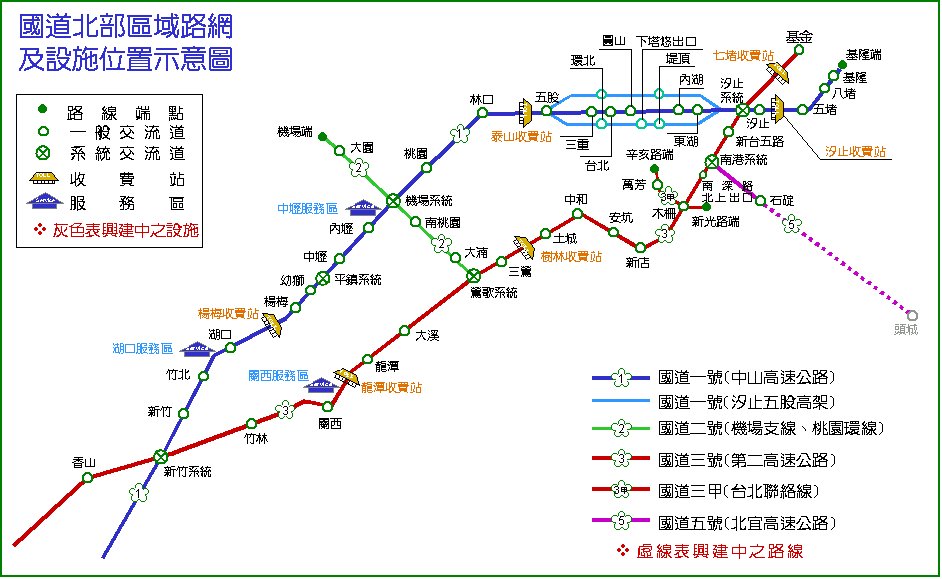 國道北部區域路網
及設施位置示意圖
路線端點
一般交流道
系統交流道
收費站
服務區
灰色表興建中之設施
基金
七堵收費站
基隆端
基隆
八堵
五堵
汐止系統
汐止
汐止收費站
圓山
下塔悠出口
環北
堤頂
內湖
五股
林口
泰山收費站
三重
台北
東湖
新台五路
南港系統
南深路
北上出口
石碇
5
頭城
辛亥路端
萬芳
3甲
木柵
新光路端
3
機場端
大園
2
桃園
1
機場系統
中壢服務區
內壢
南桃園
2
大湳
鶯歌系統
中和
安坑
土城
新店
三鶯
樹林收費站
中壢
幼獅
平鎮系統
楊梅
楊梅收費站
湖口
湖口服務區
大溪
龍潭
龍潭收費站
關西服務區
關西
3
竹林
竹北
新竹
新竹系統
香山
1
1 國道一號(中山高速公路)
國道一號(汐止五股高架)
2 國道二號(機場支線、桃園環線)
3 國道三號(第二高速公路)
3甲 國道三甲(台北聯絡線)
5 國道五號(北宜高速公路)
虛線表興建中之路線